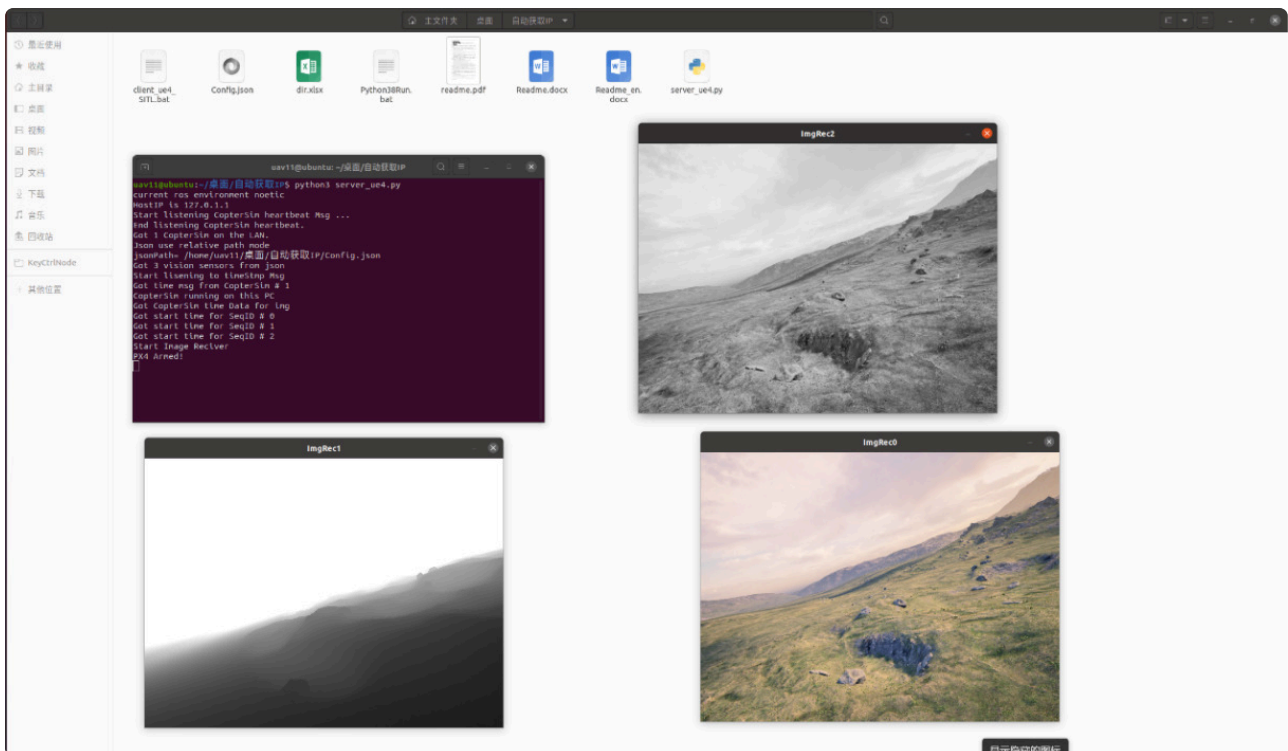 主文件夹 桌面 自动获取IP
最近使用
收藏
主目录
桌面
视频
图片
文档
下载
音乐
回收站
KeyCtrlNode
其他位置
client_ue4_
SITL.bat
Config.json
dir.xlsx
Python38Run.
bat
readme.pdf
Readme.docx
Readme_en.
docx
server_ue4.py
uav11@ubuntu: ~/桌面/自动获取IP
uav11@ubuntu:~/桌面/自动获取IP$ python3 server_ue4.py
current ros environment noetic
HostIP is 127.0.1.1
Start listening CopterSim heartbeat Msg ...
End listening CopterSim heartbeat.
Got 1 CopterSim on the LAN.
Json use relative path mode
jsonPath= /home/uav11/桌面/自动获取IP/Config.json
Got 3 vision sensors from json
Start lisening to timeStmp Msg
Got time msg from CopterSim # 1
CopterSim running on this PC
Got CopterSim time Data for img
Got start time for SeqID # 0
Got start time for SeqID # 1
Got start time for SeqID # 2
Start Image Reciver
PX4 Armed!
ImgRec2
ImgRec1
ImgRec0
显示隐藏的图标